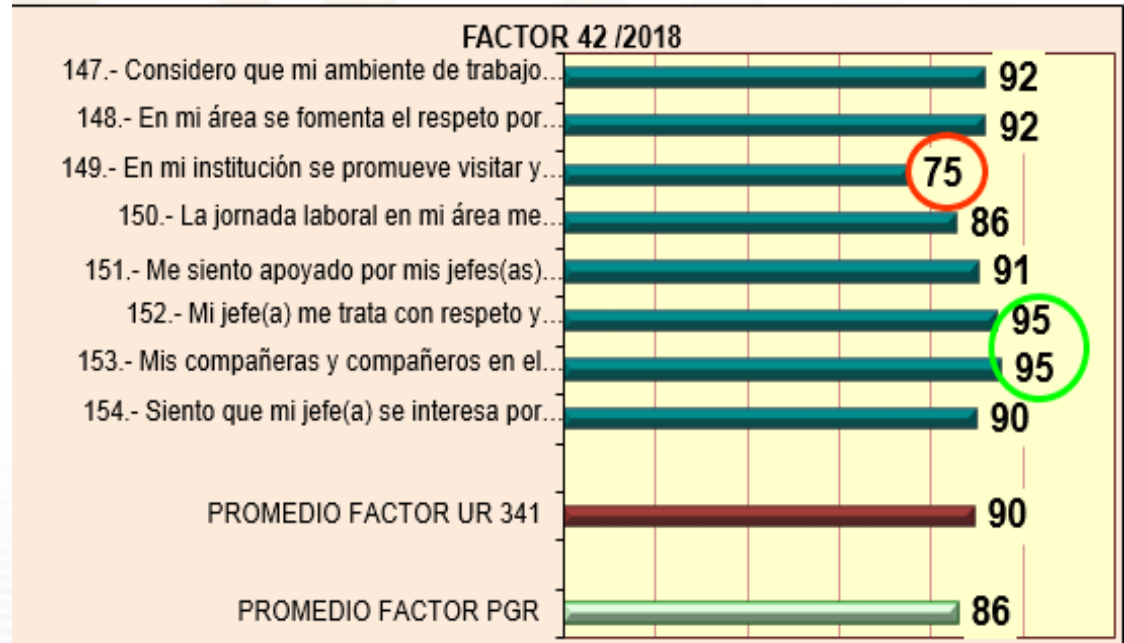 FACTOR 42 /2018
147.- Considero que mi ambiente de trabajo... 92
148.- En mi área se fomenta el respeto por... 92
149.- En mi institución se promueve visitar y... 75
150.- La jornada laboral en mi área me... 86
151.- Me siento apoyado por mis jefes(as)... 91
152.- Mi jefe(a) me trata con respeto y... 95
153.- Mis compañeras y compañeros en el... 95
154.- Siento que mi jefe(a) se interesa por... 90
PROMEDIO FACTOR UR 341 90
PROMEDIO FACTOR PGR 86